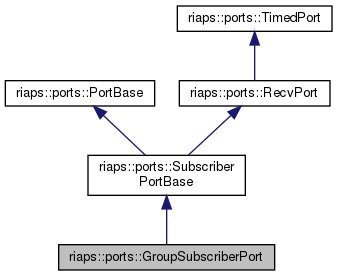 riaps::ports::TimedPort
riaps::ports::PortBase
riaps::ports::RecvPort
riaps::ports::Subscriber
PortBase
riaps::ports::GroupSubscriberPort